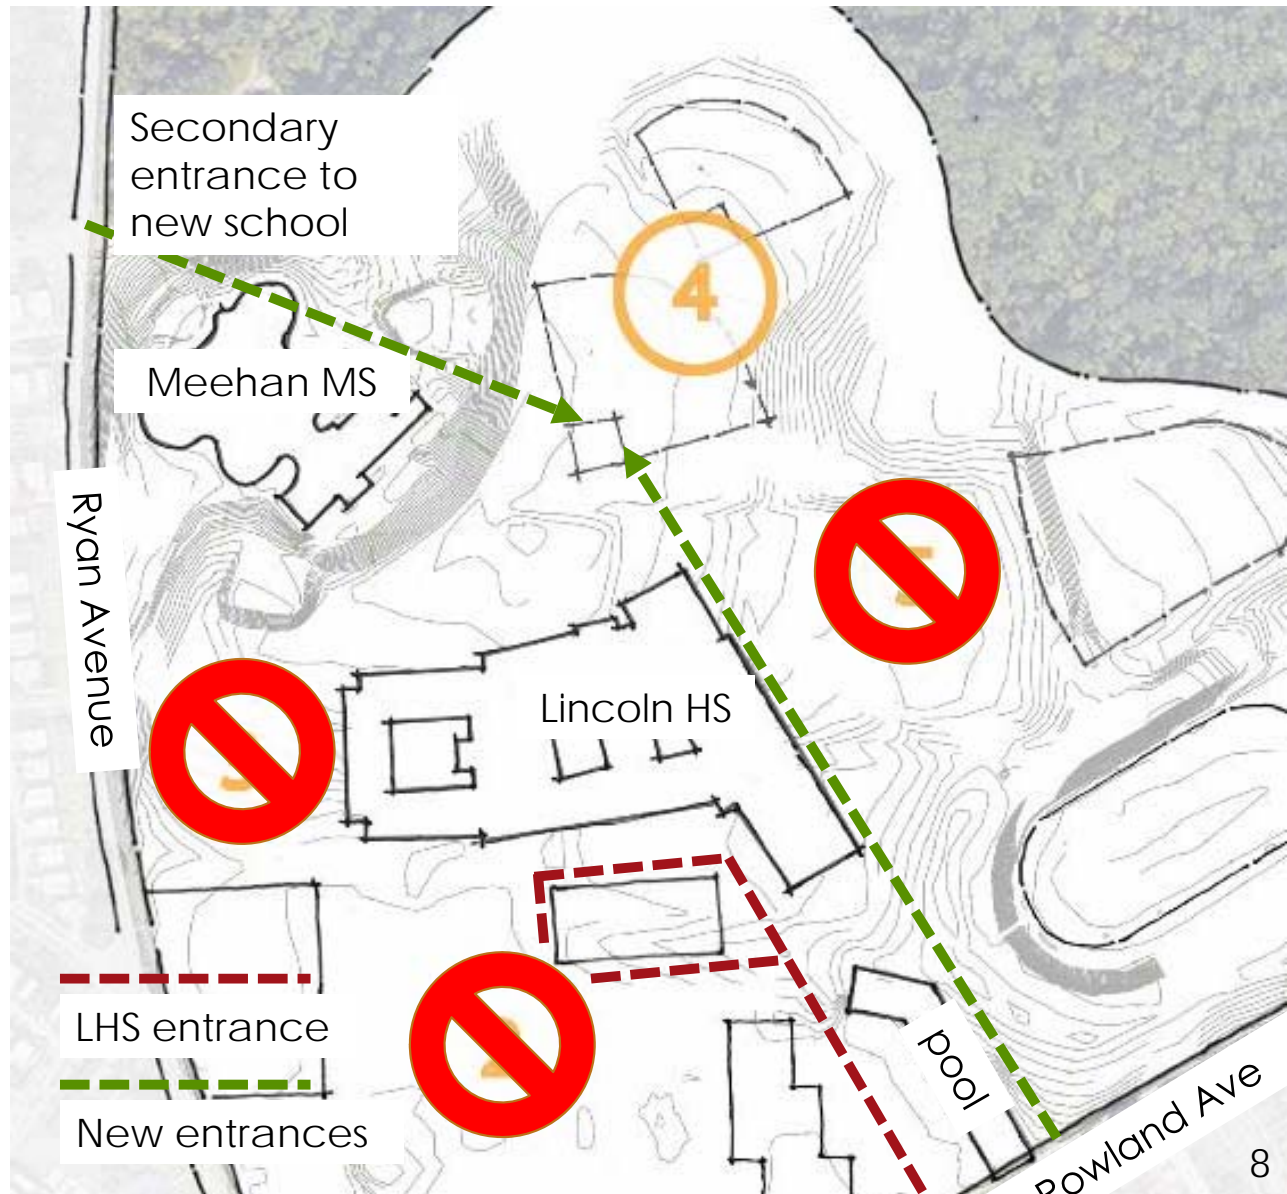 Secondary
entrance to
new school
4
Meehan MS
Ryan Avenue
Lincoln HS
LHS entrance
New entrances
pool
Rowland Ave
8